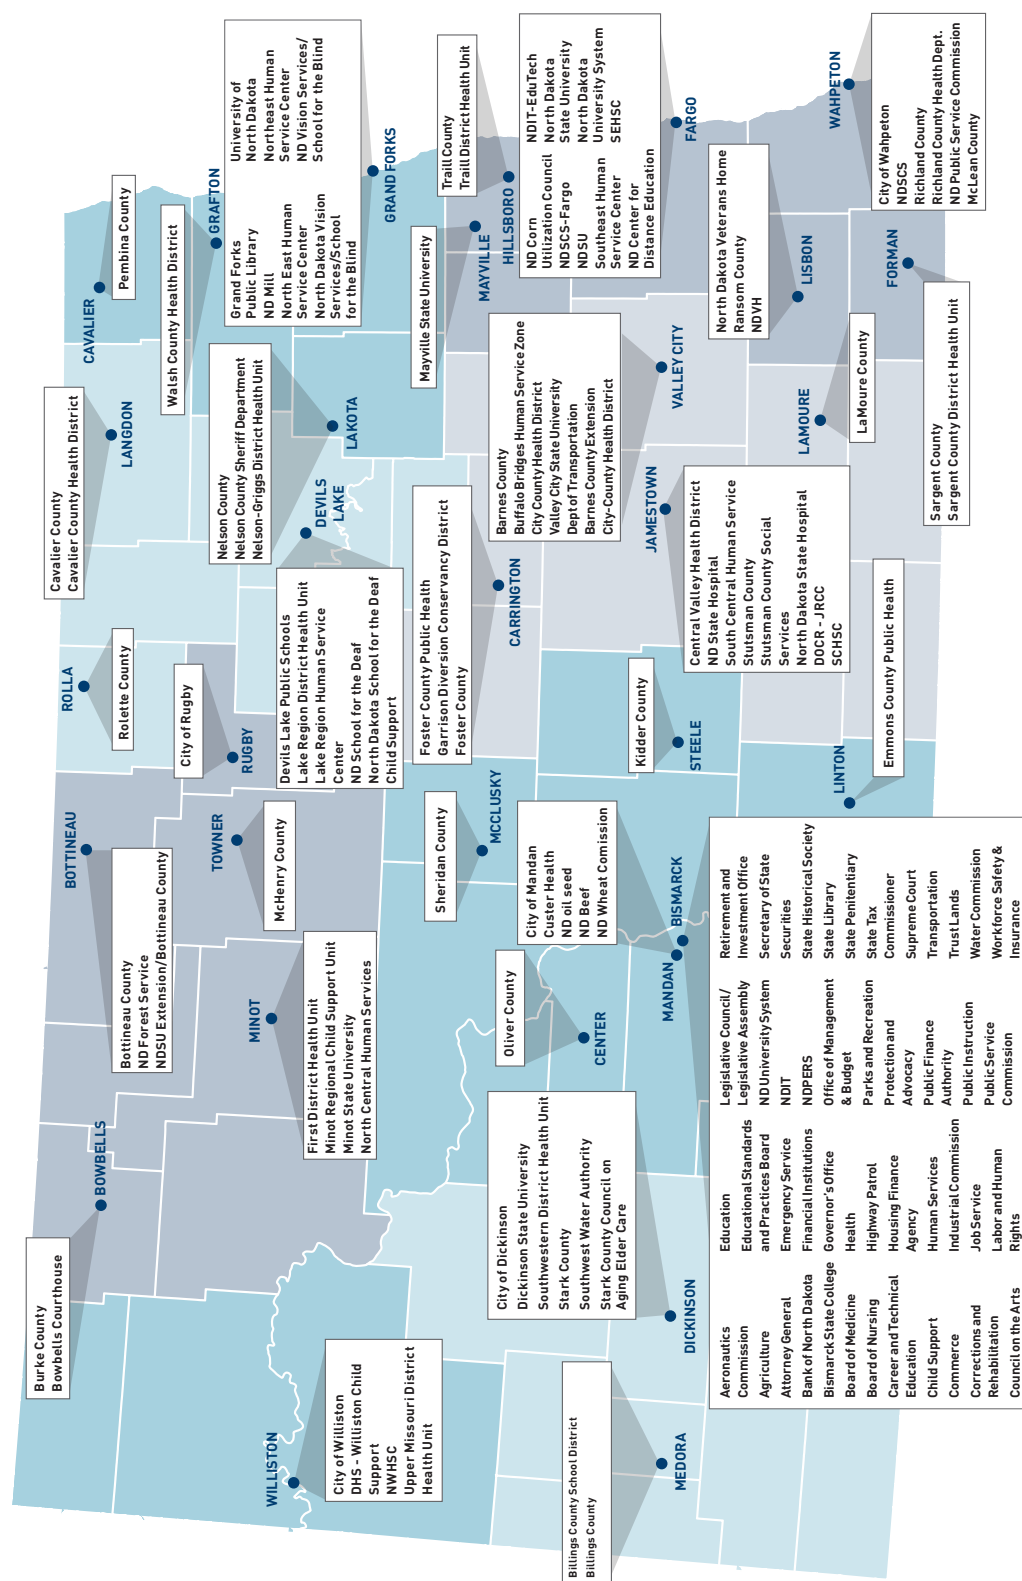 BOWBELLS
Burke County
Bowbells Courthouse
BOTTINEAU
Bottineau County
ND Forest Service
NDSU Extension/Bottineau County
ROLLA
Rolette County
LANGDON
Cavalier County
Cavalier County Health District
CAVALIER
Pembina County
WILLISTON
City of Williston
DHS - Williston Child
Support
NWHSC
Upper Missouri District
Health Unit
MINOT
First District Health Unit
Minot Regional Child Support Unit
Minot State University
North Central Human Services
TOWNER
McHenry County
RUGBY
City of Rugby
DEVILS
LAKE
Devils Lake Public Schools
Lake Region District Health Unit
Lake Region Human Service
Center
ND School for the Deaf
North Dakota School for the Deaf
Child Support
LAKOTA
Nelson County
Nelson County Sheriff Department
Nelson-Griggs District Health Unit
GRAFTON
Walsh County Health District
GRAND FORKS
Grand Forks
Public Library
ND Mill
North East Human
Service Center
North Dakota Vision
Services/School
for the Blind
University of
North Dakota
Northeast Human
Service Center
ND Vision Services/
School for the Blind
MCCLUSKY
Sheridan County
CARRINGTON
Foster County Public Health
Garrison Diversion Conservancy District
Foster County
MAYVILLE
Mayville State University
HILLSBORO
Traill County
Traill District Health Unit
CENTER
Oliver County
MEDORA
Billings County School District
Billings County
DICKINSON
City of Dickinson
Dickinson State University
Southwestern District Health Unit
Stark County
Southwest Water Authority
Stark County Council on
Aging Elder Care
MANDAN
City of Mandan
Custer Health
ND oil seed
ND Beef
ND Wheat Comission
BISMARCK
Aeronautics
Commission
Agriculture
Attorney General
Bank of North Dakota
Bismarck State College
Board of Medicine
Board of Nursing
Career and Technical
Education
Child Support
Commerce
Corrections and
Rehabilitation
Council on the Arts
Education
Educational Standards
and Practices Board
Emergency Service
Financial Institutions
Governor's Office
Health
Highway Patrol
Housing Finance
Agency
Human Services
Industrial Commission
Job Service
Labor and Human
Rights
Legislative Council/
Legislative Assembly
ND University System
NDIT
NDPERS
Office of Management
& Budget
Parks and Recreation
Protection and
Advocacy
Public Finance
Authority
Public Instruction
Public Service
Commission
Retirement and
Investment Office
Secretary of State
Securities
State Historical Society
State Library
State Penitentiary
State Tax
Commissioner
Supreme Court
Transportation
Trust Lands
Water Commission
Workforce Safety &
Insurance
STEELE
Kidder County
LINTON
Emmons County Public Health
JAMESTOWN
Central Valley Health District
ND State Hospital
South Central Human Service
Stutsman County
Stutsman County Social
Services
North Dakota State Hospital
DOCR - JRCC
SCHSC
VALLEY CITY
Barnes County
Buffalo Bridges Human Service Zone
City County Health District
Valley City State University
Dept of Transportation
Barnes County Extension
City-County Health District
FARGO
ND Corn
Utilization Council
NDSCS-Fargo
NDSU
Southeast Human
Service Center
ND Center for
Distance Education
NDIT-EduTech
North Dakota
State University
North Dakota
University System
SEHSC
LAMOURE
LaMoure County
LISBON
North Dakota Veterans Home
Ransom County
NDVH
FORMAN
Sargent County
Sargent County District Health Unit
WAHPETON
City of Wahpeton
NDSCS
Richland County
Richland County Health Dept.
ND Public Service Commission
McLean County